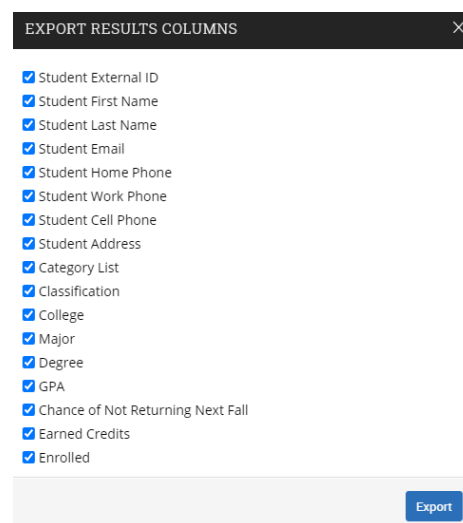 EXPORT RESULTS COLUMNS
Student External ID
Student First Name
Student Last Name
Student Email
Student Home Phone
Student Work Phone
Student Cell Phone
Student Address
Category List
Classification
College
Major
Degree
GPA
Chance of Not Returning Next Fall
Earned Credits
Enrolled
Export